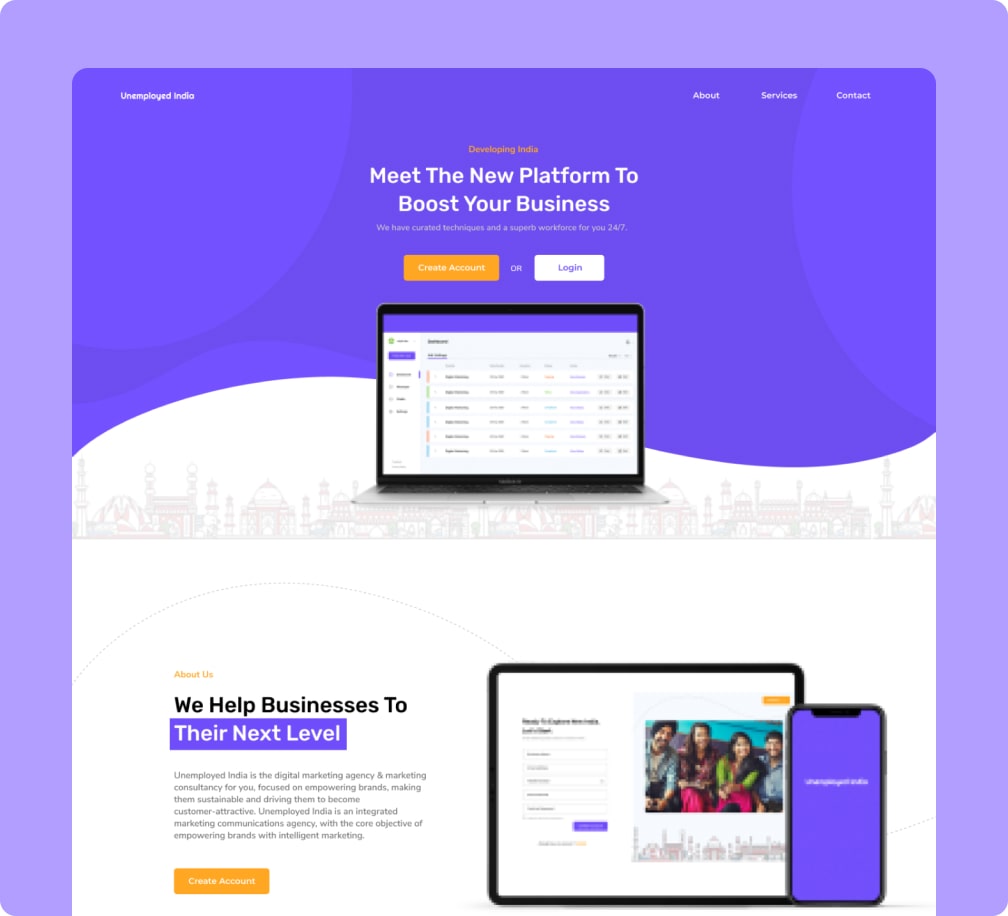 Unemployed India
About
Services
Contact
Developing India
Meet The New Platform To
Boost Your Business
We have curated techniques and a superb workforce for you 24/7.
Create Account
OR
Login
Dashboard
About Us
We Help Businesses To
Their Next Level
Unemployed India is the digital marketing agency & marketing
consultancy for you, focused on empowering brands, making
them sustainable and driving them to become
customer-attractive. Unemployed India is an integrated
marketing communications agency, with the core objective of
empowering brands with intelligent marketing.
Create Account
Ready To Explore New India,
Let's Start.
Unemployed India